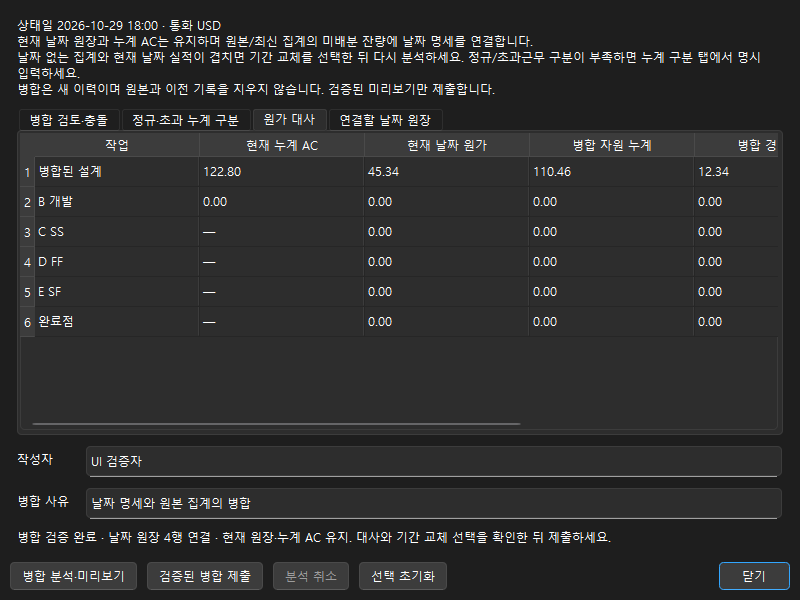 상태일 2026-10-29 18:00 · 통화 USD
현재 날짜 원장과 누계 AC는 유지하며 원본/최신 집계의 미배분 잔량에 날짜 명세를 연결합니다.
날짜 없는 집계와 현재 날짜 실적이 겹치면 기간 교체를 선택한 뒤 다시 분석하세요. 정규/초과근무 구분이 부족하면 누계 구분 탭에서 명시
입력하세요.
병합은 새 이력이며 원본과 이전 기록을 지우지 않습니다. 검증된 미리보기만 제출합니다.
병합 검토·충돌 정규·초과 누계 구분 원가 대사 연결할 날짜 원장
작업 현재 누계 AC 현재 날짜 원가 병합 자원 누계 병합 경
1 병합된 설계 122.80 45.34 110.46 12.34
2 B 개발 0.00 0.00 0.00 0.00
3 C SS — 0.00 0.00 0.00
4 D FF — 0.00 0.00 0.00
5 E SF — 0.00 0.00 0.00
6 완료점 — 0.00 0.00 0.00
작성자 UI 검증자
병합 사유 날짜 명세와 원본 집계의 병합
병합 검증 완료 · 날짜 원장 4행 연결 · 현재 원장·누계 AC 유지. 대사와 기간 교체 선택을 확인한 뒤 제출하세요.
병합 분석·미리보기 검증된 병합 제출 분석 취소 선택 초기화 닫기